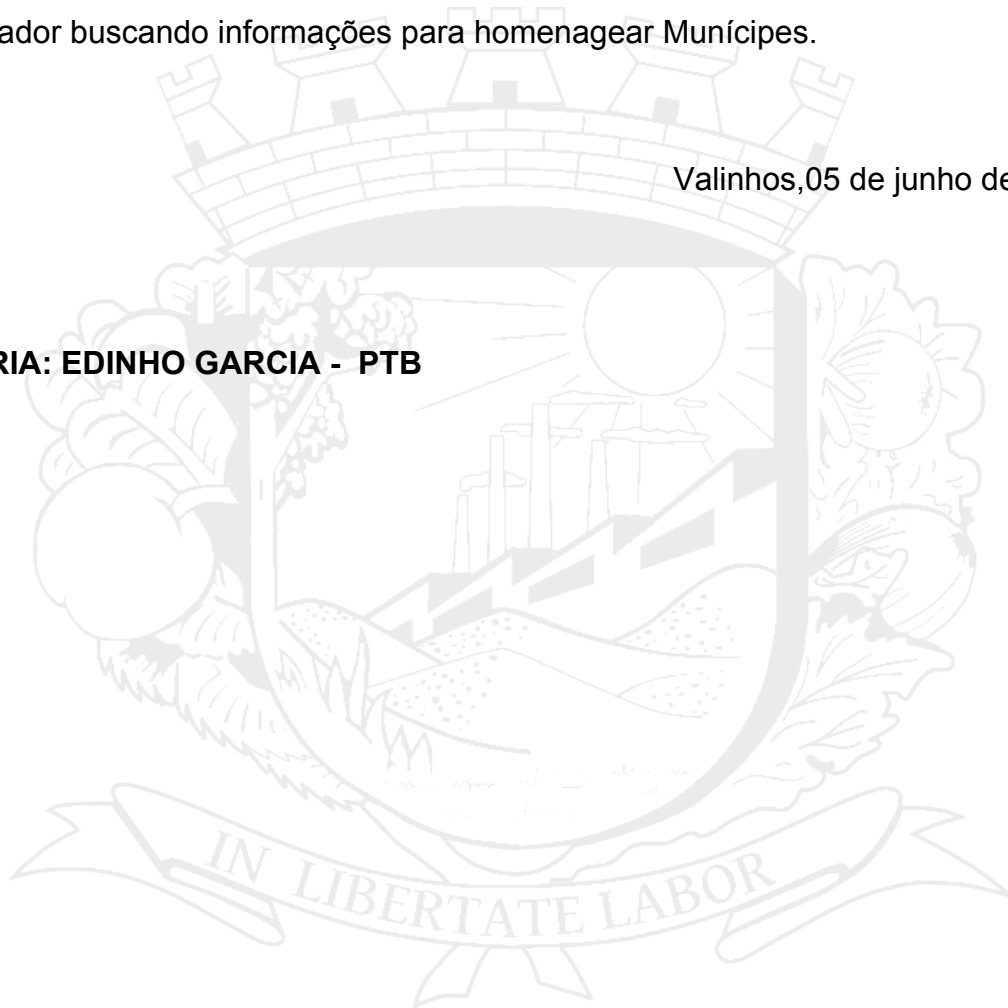 ador buscando informações para homenagear Munícipes.
Valinhos,05 de junho de
RIA: EDINHO GARCIA - PTB
IN LIBERTATE LABOR